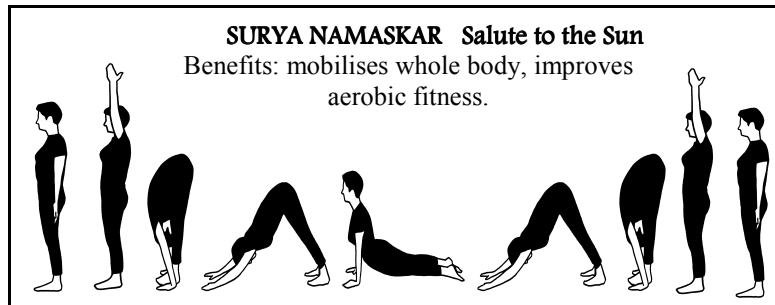 SURYA NAMASKAR Salute to the Sun
Benefits: mobilises whole body, improves
aerobic fitness.